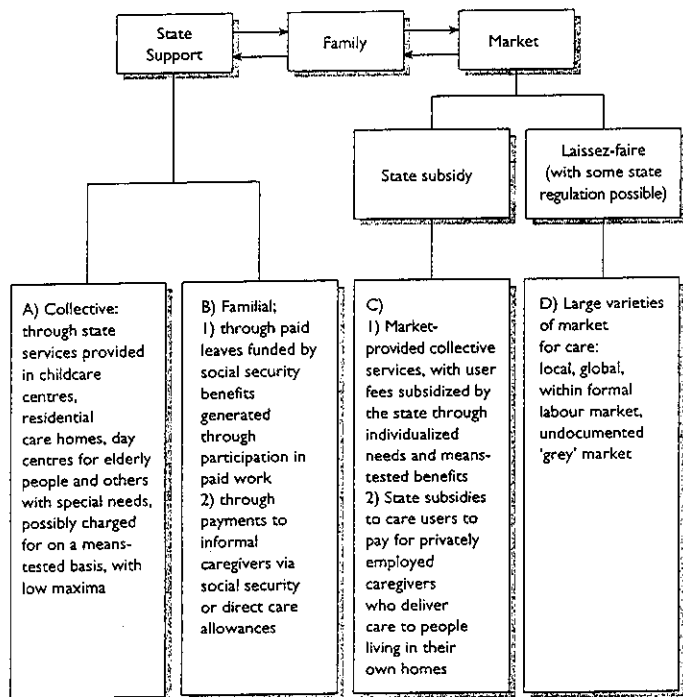 State
Support
Family
Market
State subsidy
Laissez-faire
(with some state
regulation possible)
A) Collective:
through state
services provided
in childcare
centres,
residential
care homes, day
centres for elderly
people and others
with special needs,
possibly charged
for on a means-
tested basis, with
low maxima
B) Familial;
1) through paid
leaves funded by
social security
benefits
generated
through
participation in
paid work
2) through
payments to
informal
caregivers via
social security
or direct care
allowances
C)
1) Market-
provided collective
services, with user
fees subsidized by
the state through
individualized
needs and means-
tested benefits
2) State subsidies
to care users to
pay for privately
employed
caregivers
who deliver
care to people
living in their
own homes
D) Large varieties
of market
for care:
local, global,
within formal
labour market,
undocumented
'grey' market